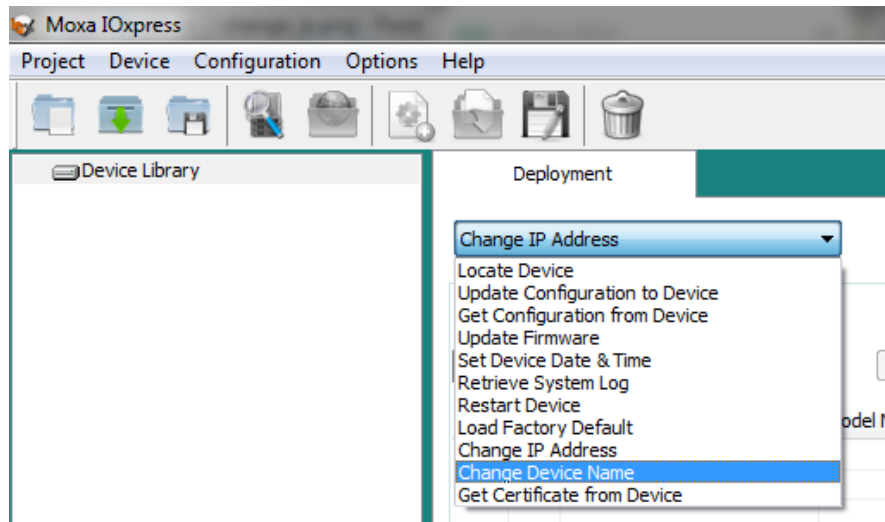 Moxa IOxpress
Project Device Configuration Options Help
Device Library
Deployment
Change IP Address
Locate Device
Update Configuration to Device
Get Configuration from Device
Update Firmware
Set Device Date & Time
Retrieve System Log
Restart Device
Load Factory Default
Change IP Address
Change Device Name
Get Certificate from Device